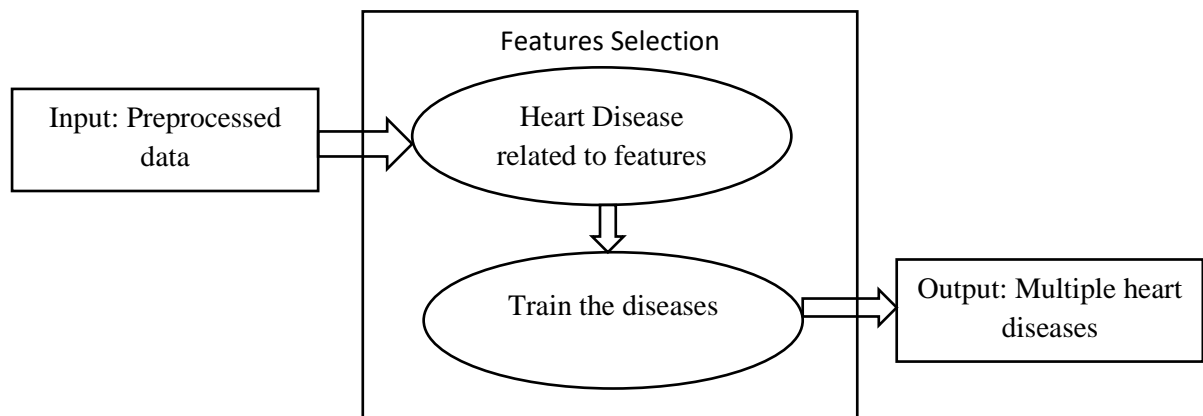 Features Selection
Input: Preprocessed
data
Heart Disease
related to features
Train the diseases
Output: Multiple heart
diseases